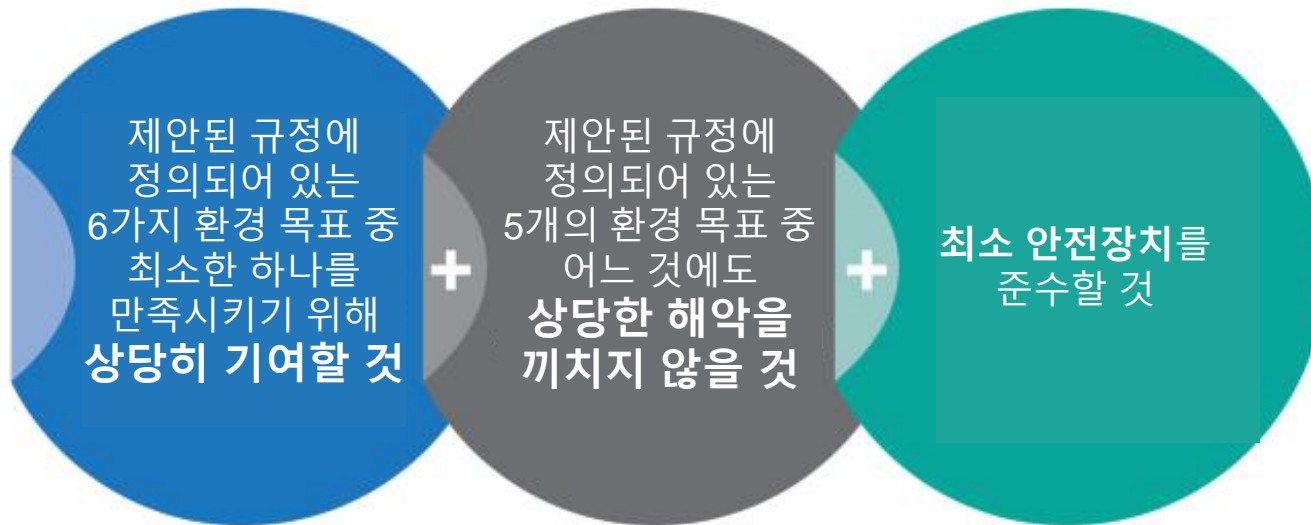 제안된 규정에
정의되어 있는
6가지 환경 목표 중
최소한 하나를
만족시키기 위해
상당히 기여할 것
+
제안된 규정에
정의되어 있는
5개의 환경 목표 중
어느 것에도
상당한 해악을
끼치지 않을 것
+
최소 안전장치를
준수할 것